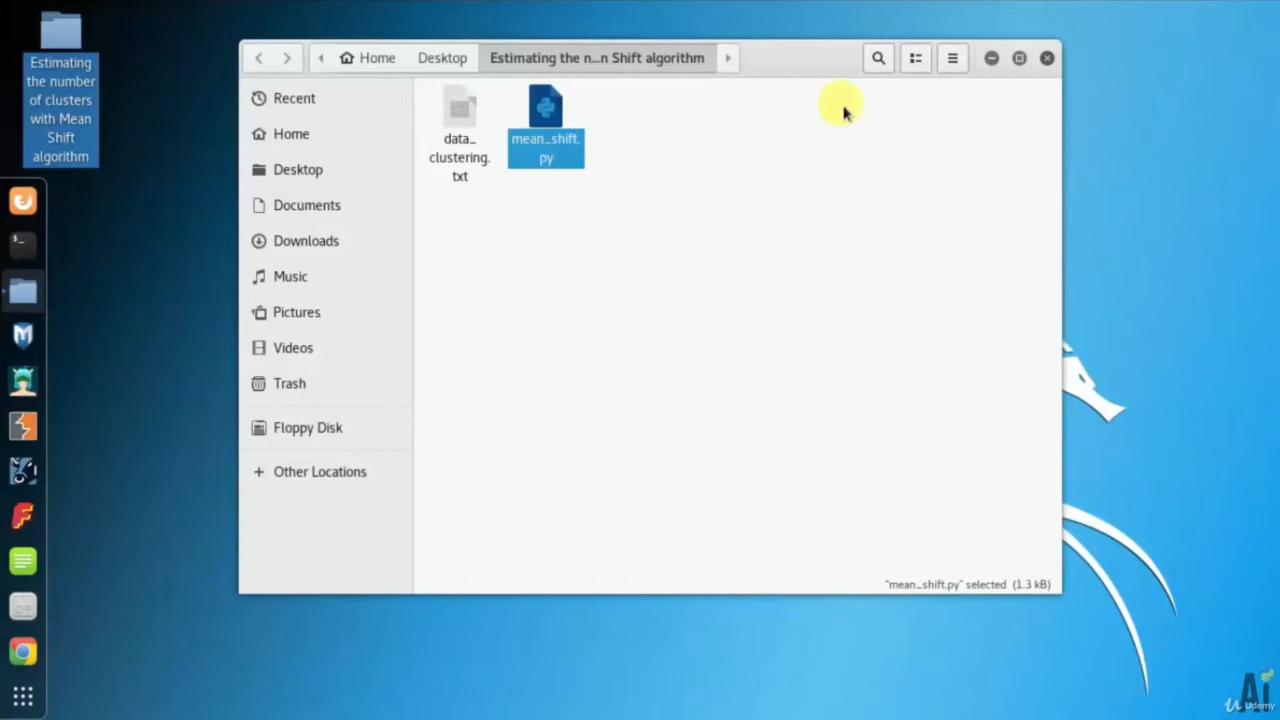 Estimating
the number
of clusters
with Mean
Shift
algorithm
Home
Desktop
Estimating the n...n Shift algorithm
Recent
Home
Desktop
Documents
Downloads
Music
Pictures
Videos
Trash
Floppy Disk
Other Locations
data_
clustering.
txt
mean_shift.
py
"mean_shift.py" selected (1.3 kB)
Ai
Udemy